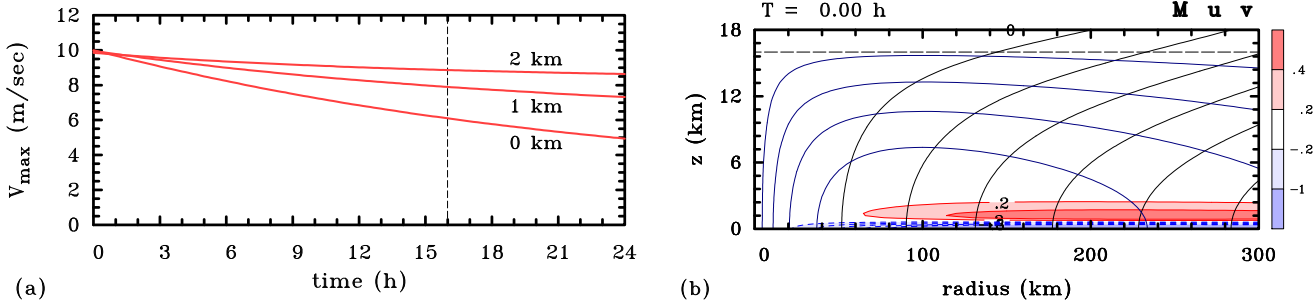 12
10
8
6
4
2
0
V_max (m/sec)
2 km
1 km
0 km
0 3 6 9 12 15 18 21 24
time (h)
(a)
T = 0.00 h
M u v
18
12
6
0
z (km)
0
.2
0 100 200 300
radius (km)
(b)
.4
.2
-.2
-1